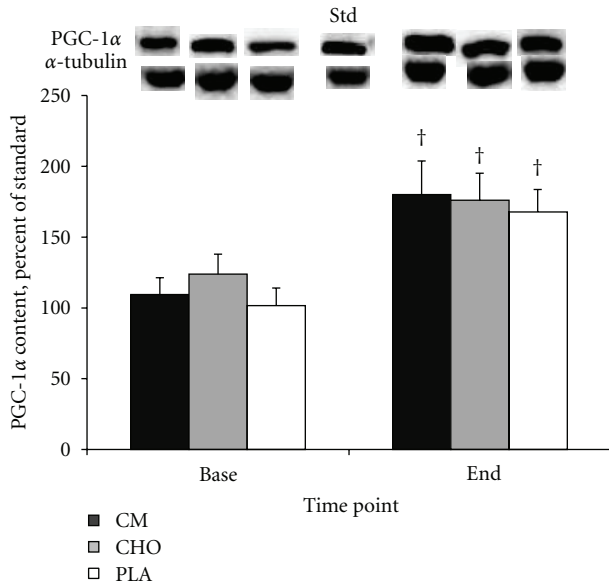 Std
PGC-1α
α-tubulin
250
200
150
100
50
0
PGC-1α content, percent of standard
† † †
Base End
Time point
CM
CHO
PLA